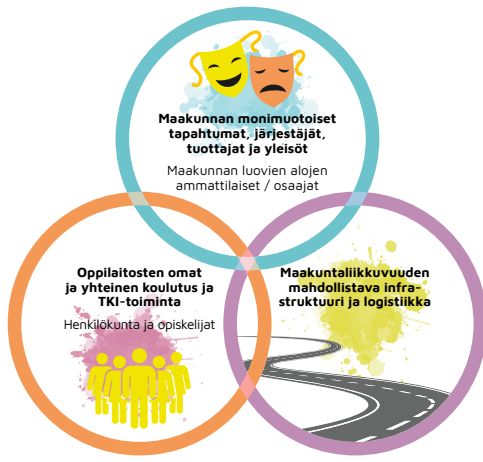 Maakunnan monimuotoiset
tapahtumat, järjestäjät,
tuottajat ja yleisöt
Maakunnan luovien alojen
ammattilaiset / osaajat
Oppilaitosten omat
ja yhteinen koulutus ja
TKI-toiminta
Henkilökunta ja opiskelijat
Maakuntaliikkuvuuden
mahdollistava infra-
struktuuri ja logistiikka